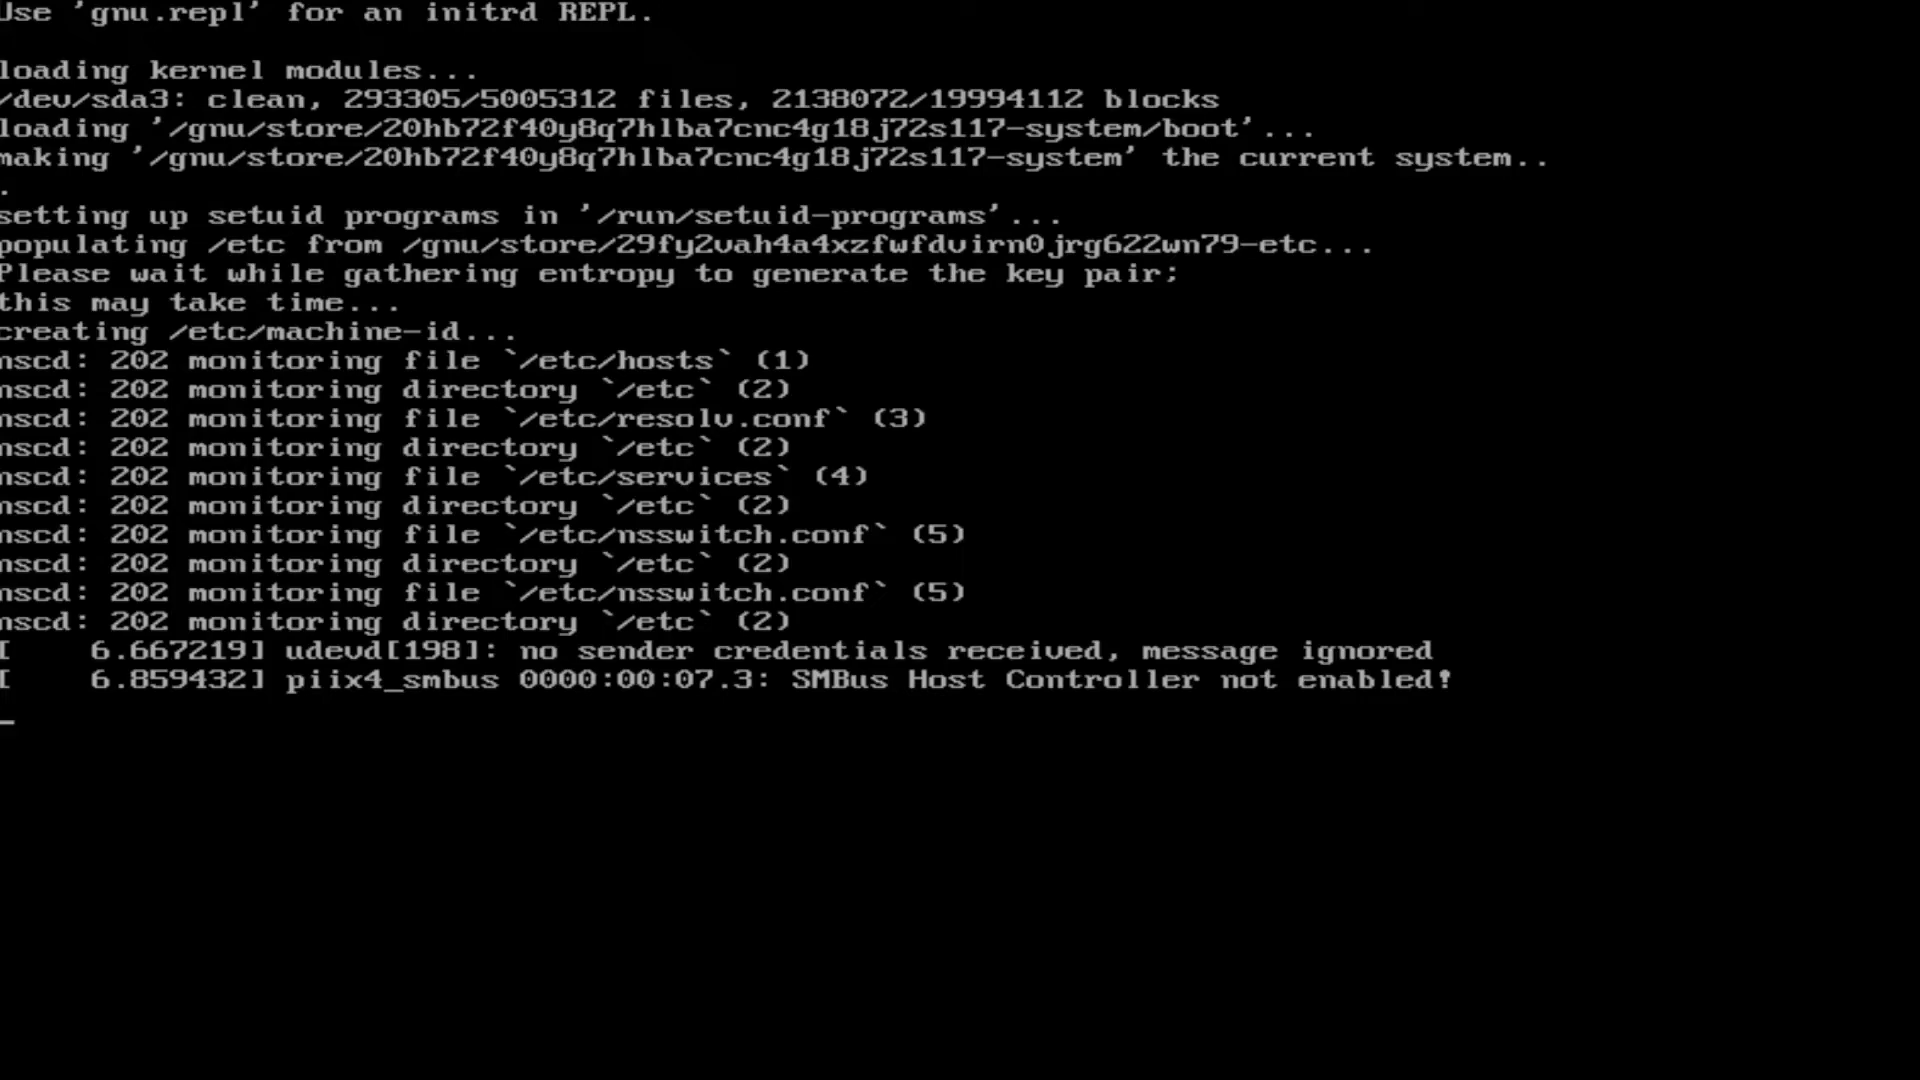 Use 'gnu.repl' for an initrd REPL.
loading kernel modules...
/dev/sda3: clean, 293305/5005312 files, 2138072/19994112 blocks
loading '/gnu/store/20hb72f40y8q7hlba7cnc4g18j72s117-system/boot'...
making '/gnu/store/20hb72f40y8q7hlba7cnc4g18j72s117-system' the current system..
.
setting up setuid programs in '/run/setuid-programs'...
populating /etc from /gnu/store/29fy2vah4a4xzfwfdvirn0jrg622wn79-etc...
Please wait while gathering entropy to generate the key pair;
this may take time...
creating /etc/machine-id...
nscd: 202 monitoring file `/etc/hosts` (1)
nscd: 202 monitoring directory `/etc` (2)
nscd: 202 monitoring file `/etc/resolv.conf` (3)
nscd: 202 monitoring directory `/etc` (2)
nscd: 202 monitoring file `/etc/services` (4)
nscd: 202 monitoring directory `/etc` (2)
nscd: 202 monitoring file `/etc/nsswitch.conf` (5)
nscd: 202 monitoring directory `/etc` (2)
nscd: 202 monitoring file `/etc/nsswitch.conf` (5)
nscd: 202 monitoring directory `/etc` (2)
[    6.667219] udevd[198]: no sender credentials received, message ignored
[    6.859432] piix4_smbus 0000:00:07.3: SMBus Host Controller not enabled!
_